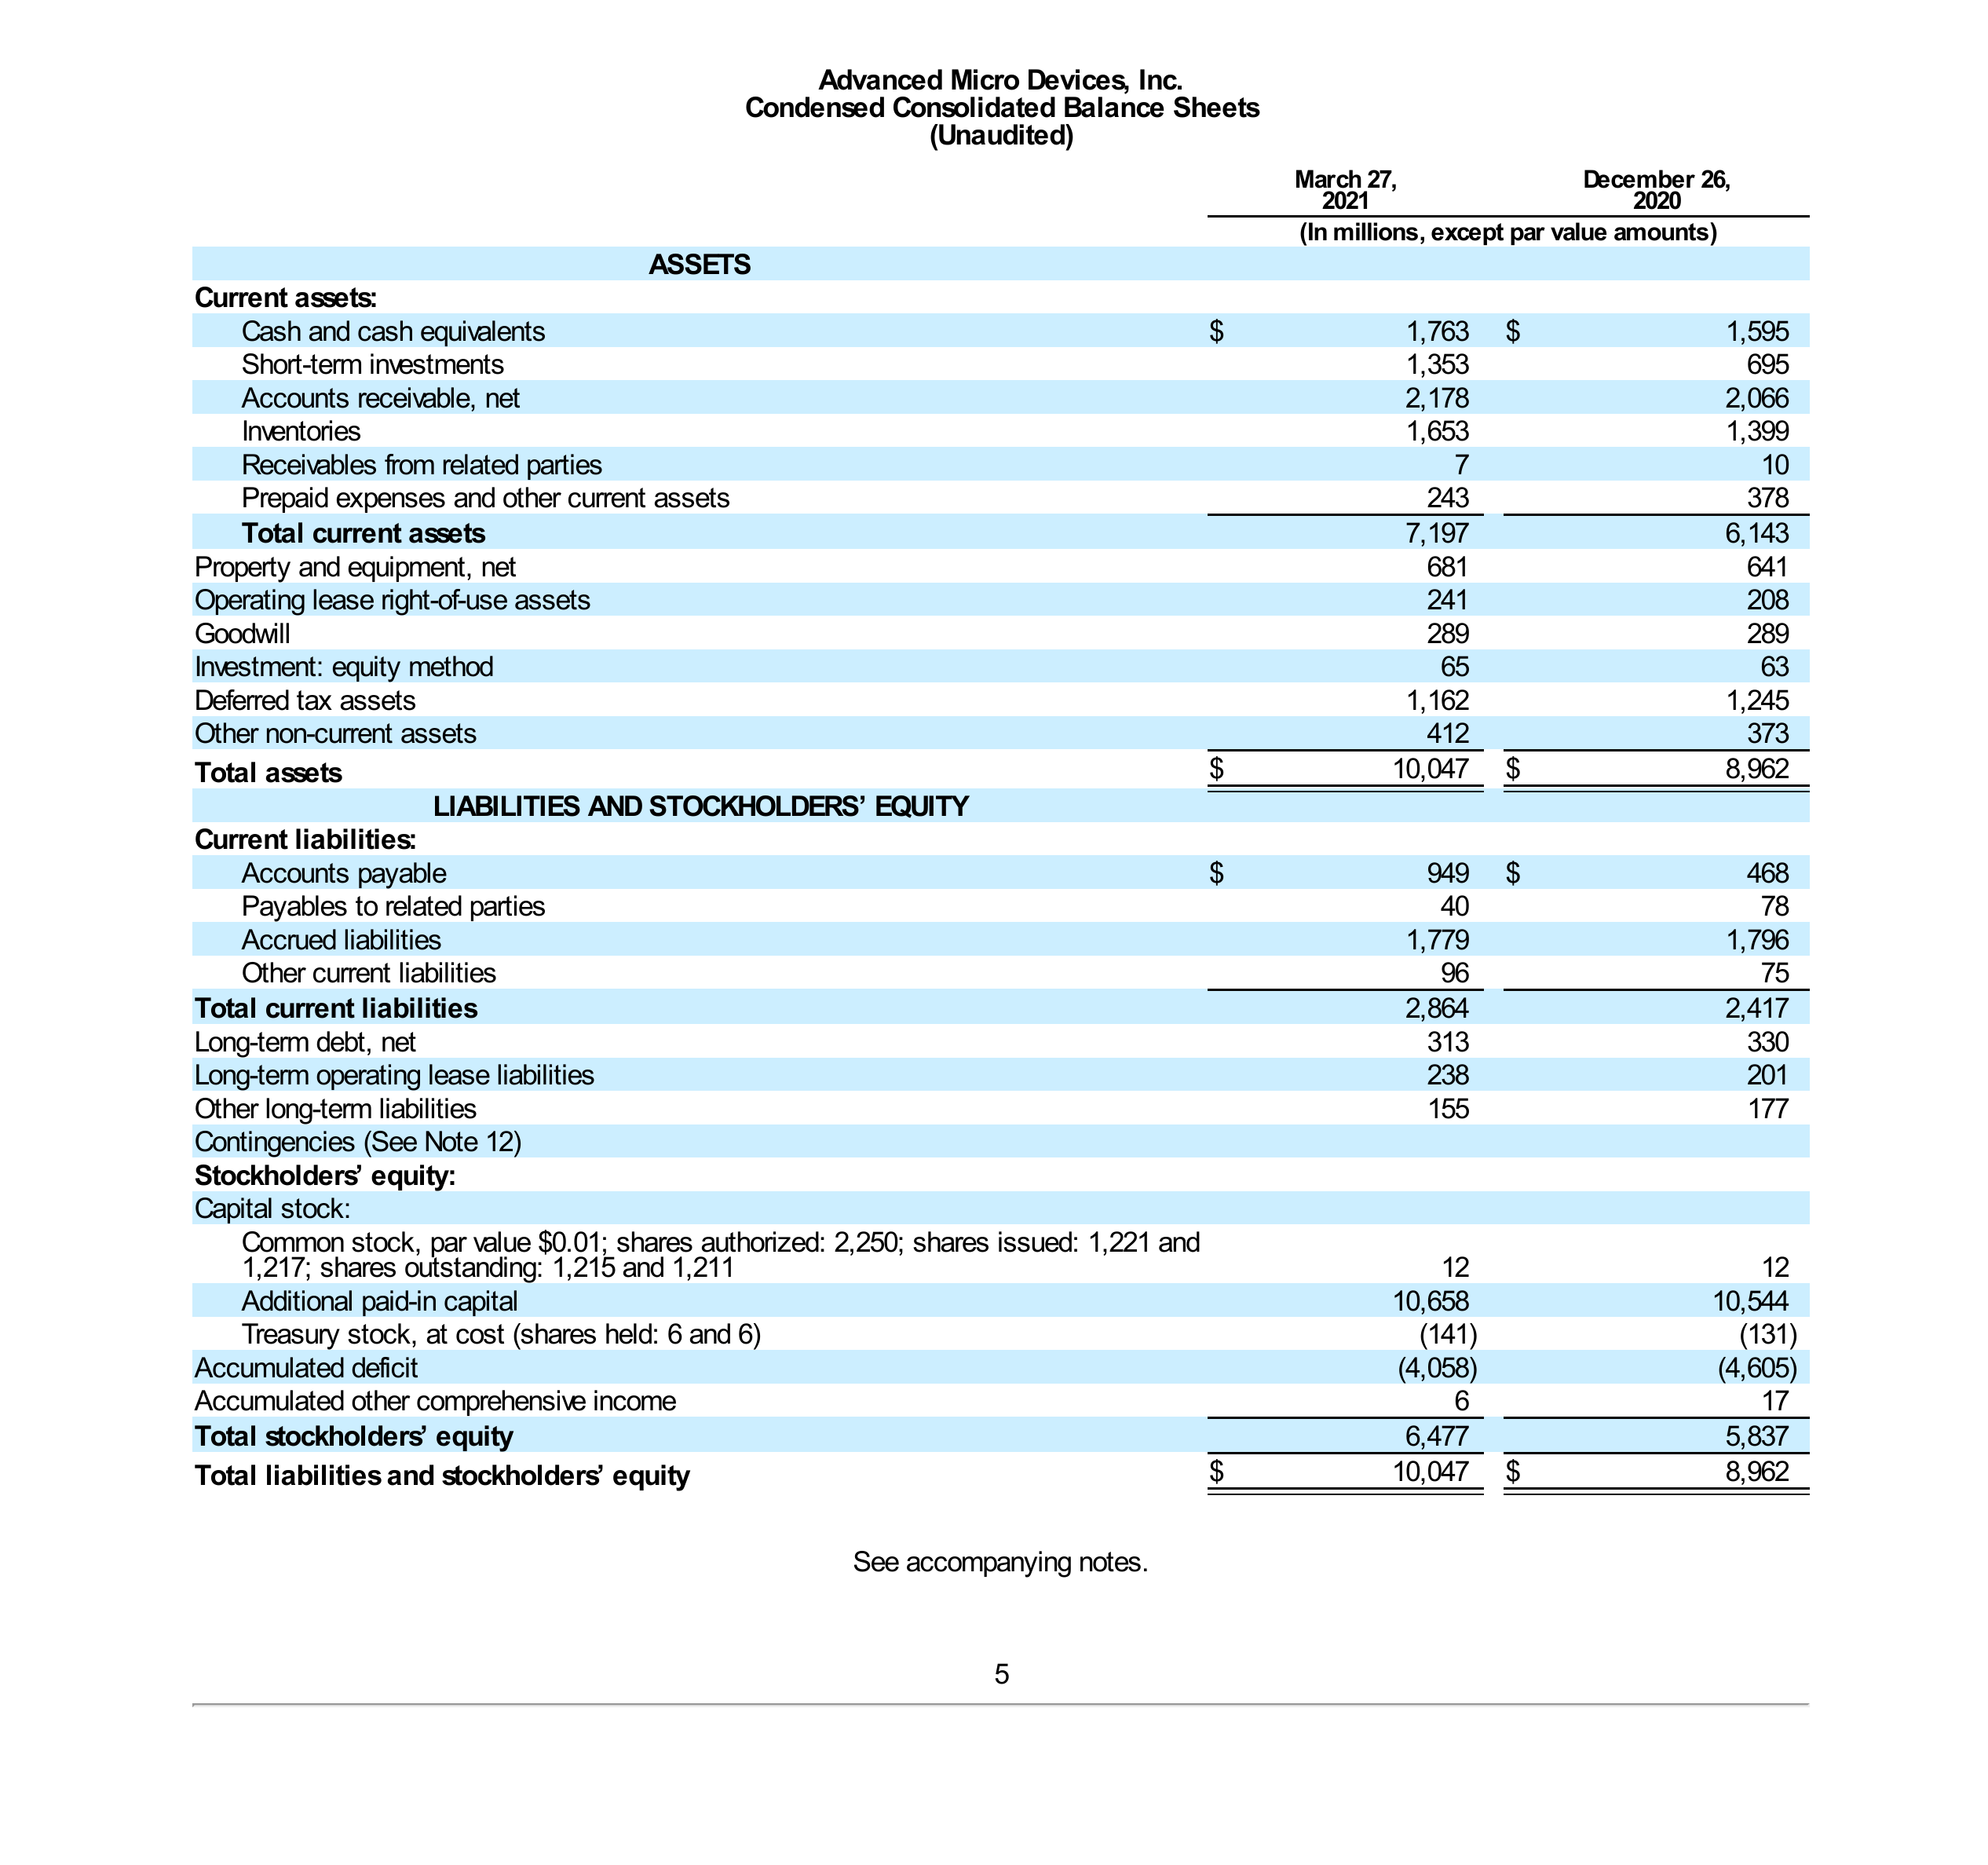 Advanced Micro Devices, Inc.
Condensed Consolidated Balance Sheets
(Unaudited)
March 27, 2021 December 26, 2020
(In millions, except par value amounts)
ASSETS
Current assets:
Cash and cash equivalents $ 1,763 $ 1,595
Short-term investments 1,353 695
Accounts receivable, net 2,178 2,066
Inventories 1,653 1,399
Receivables from related parties 7 10
Prepaid expenses and other current assets 243 378
Total current assets 7,197 6,143
Property and equipment, net 681 641
Operating lease right-of-use assets 241 208
Goodwill 289 289
Investment: equity method 65 63
Deferred tax assets 1,162 1,245
Other non-current assets 412 373
Total assets $ 10,047 $ 8,962
LIABILITIES AND STOCKHOLDERS’ EQUITY
Current liabilities:
Accounts payable $ 949 $ 468
Payables to related parties 40 78
Accrued liabilities 1,779 1,796
Other current liabilities 96 75
Total current liabilities 2,864 2,417
Long-term debt, net 313 330
Long-term operating lease liabilities 238 201
Other long-term liabilities 155 177
Contingencies (See Note 12)
Stockholders’ equity:
Capital stock:
Common stock, par value $0.01; shares authorized: 2,250; shares issued: 1,221 and
1,217; shares outstanding: 1,215 and 1,211 12 12
Additional paid-in capital 10,658 10,544
Treasury stock, at cost (shares held: 6 and 6) (141) (131)
Accumulated deficit (4,058) (4,605)
Accumulated other comprehensive income 6 17
Total stockholders’ equity 6,477 5,837
Total liabilities and stockholders’ equity $ 10,047 $ 8,962
See accompanying notes.
5